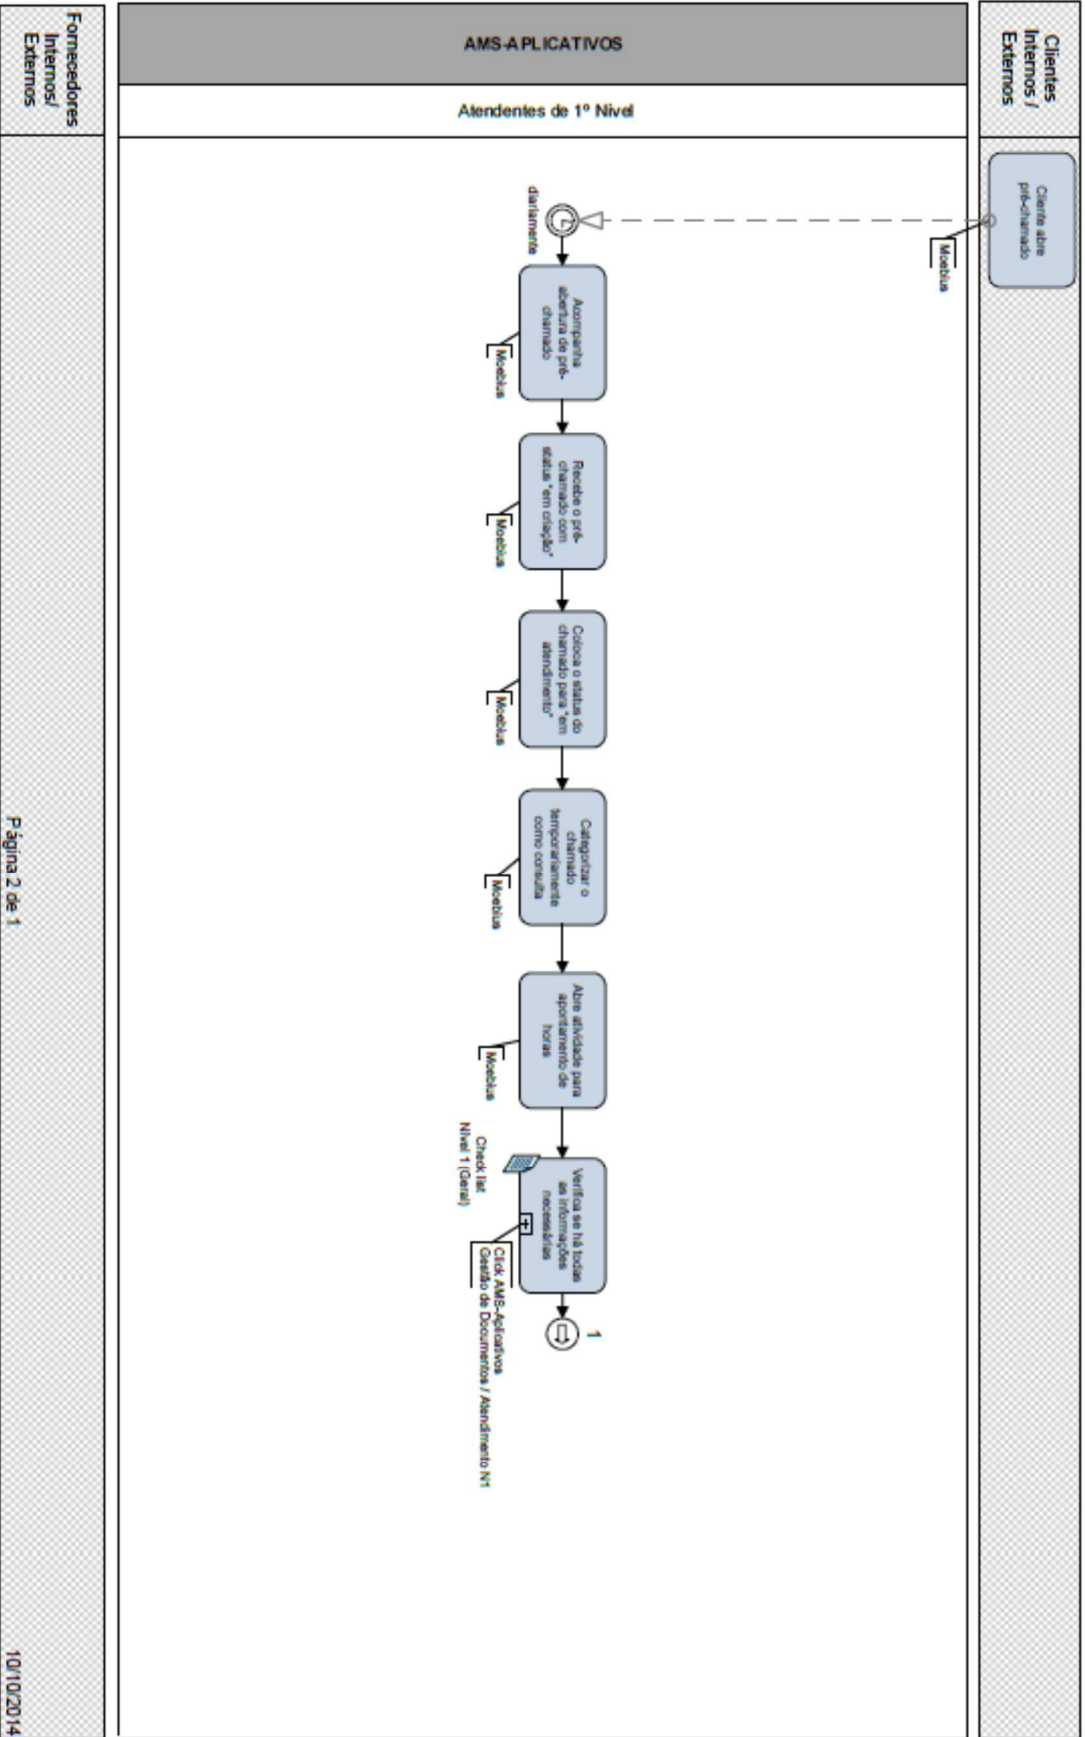 Clientes
Internos /
Externos
Cliente abre
pré-chamado
Moebius
AMS-APLICATIVOS
Atendentes de 1º Nível
diariamente
Acompanha
abertura de pré-
chamado
Moebius
Recebe o pré-
chamado com
status "em criação"
Moebius
Coloca o status do
chamado para "em
atendimento"
Moebius
Categorizar o
chamado
temporariamente
como consulta
Moebius
Abre atividade para
apontamento de
horas
Moebius
Verifica se há todas
as informações
necessárias
Check list
Nível 1 (Geral)
Click AMS-Aplicativos
Gestão de Documentos / Atendimento N1
1
Fornecedores
Internos/
Externos
Página 2 de 1
10/10/2014